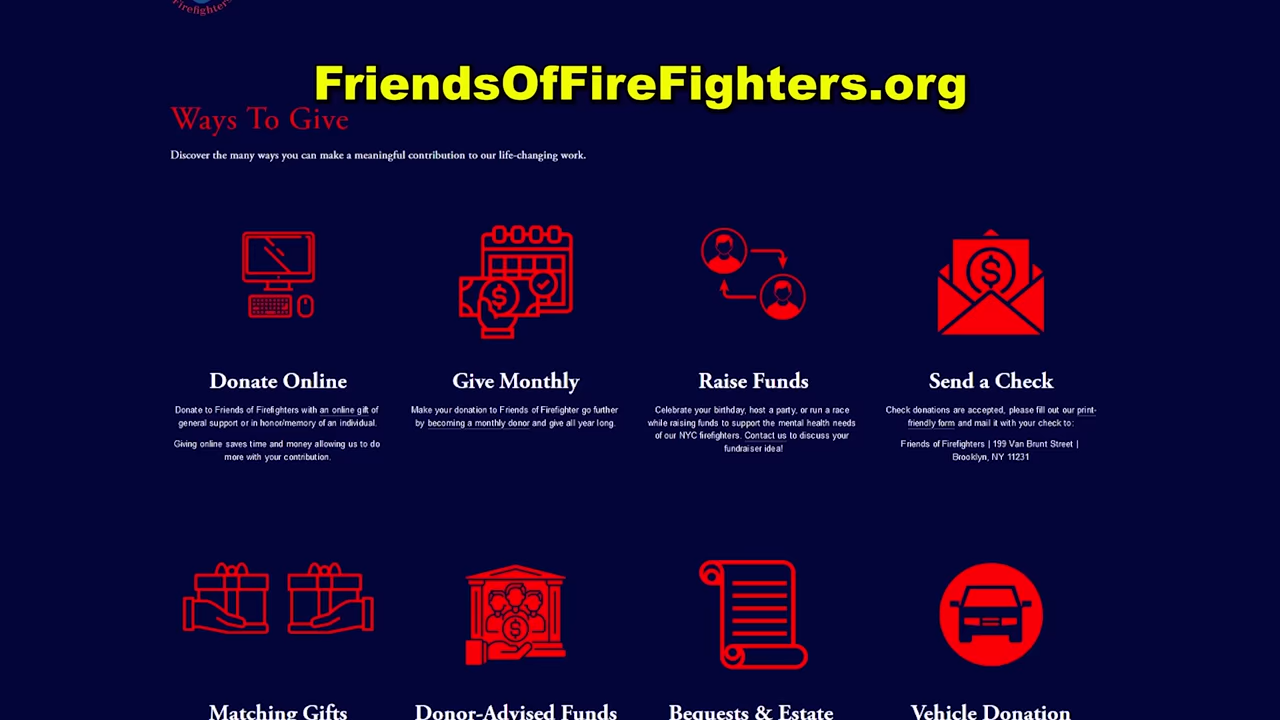 Firefighters
FriendsOfFireFighters.org
Ways To Give
Discover the many ways you can make a meaningful contribution to our life-changing work.
Donate Online
Donate to Friends of Firefighters with an online gift of
general support or in honor/memory of an individual.
Giving online saves time and money allowing us to do
more with your contribution.
Give Monthly
Make your donation to Friends of Firefighter go further
by becoming a monthly donor and give all year long.
Raise Funds
Celebrate your birthday, host a party, or run a race
while raising funds to support the mental health needs
of our NYC firefighters. Contact us to discuss your
fundraiser idea!
Send a Check
Check donations are accepted, please fill out our print-
friendly form and mail it with your check to:
Friends of Firefighters | 199 Van Brunt Street |
Brooklyn, NY 11231
Matching Gifts
Donor-Advised Funds
Bequests & Estate
Vehicle Donation